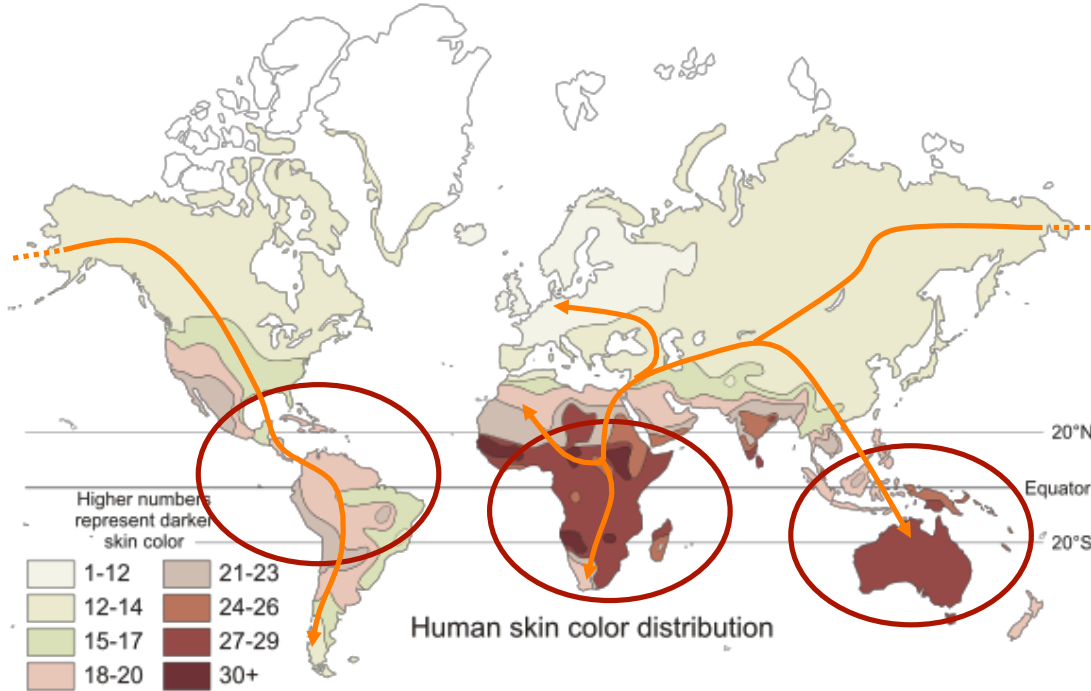 20°N
Equator
Higher numbers
represent darker
skin color
20°S
1-12
12-14
15-17
18-20
21-23
24-26
27-29
30+
Human skin color distribution